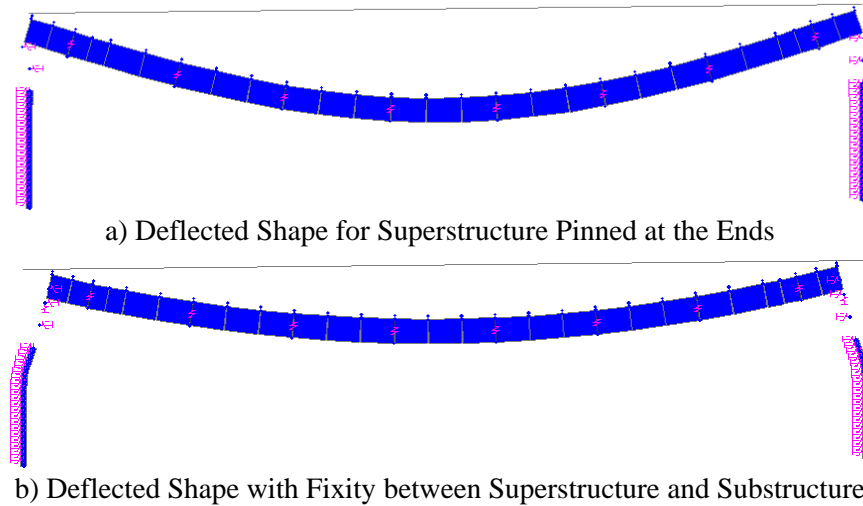 a) Deflected Shape for Superstructure Pinned at the Ends
b) Deflected Shape with Fixity between Superstructure and Substructure